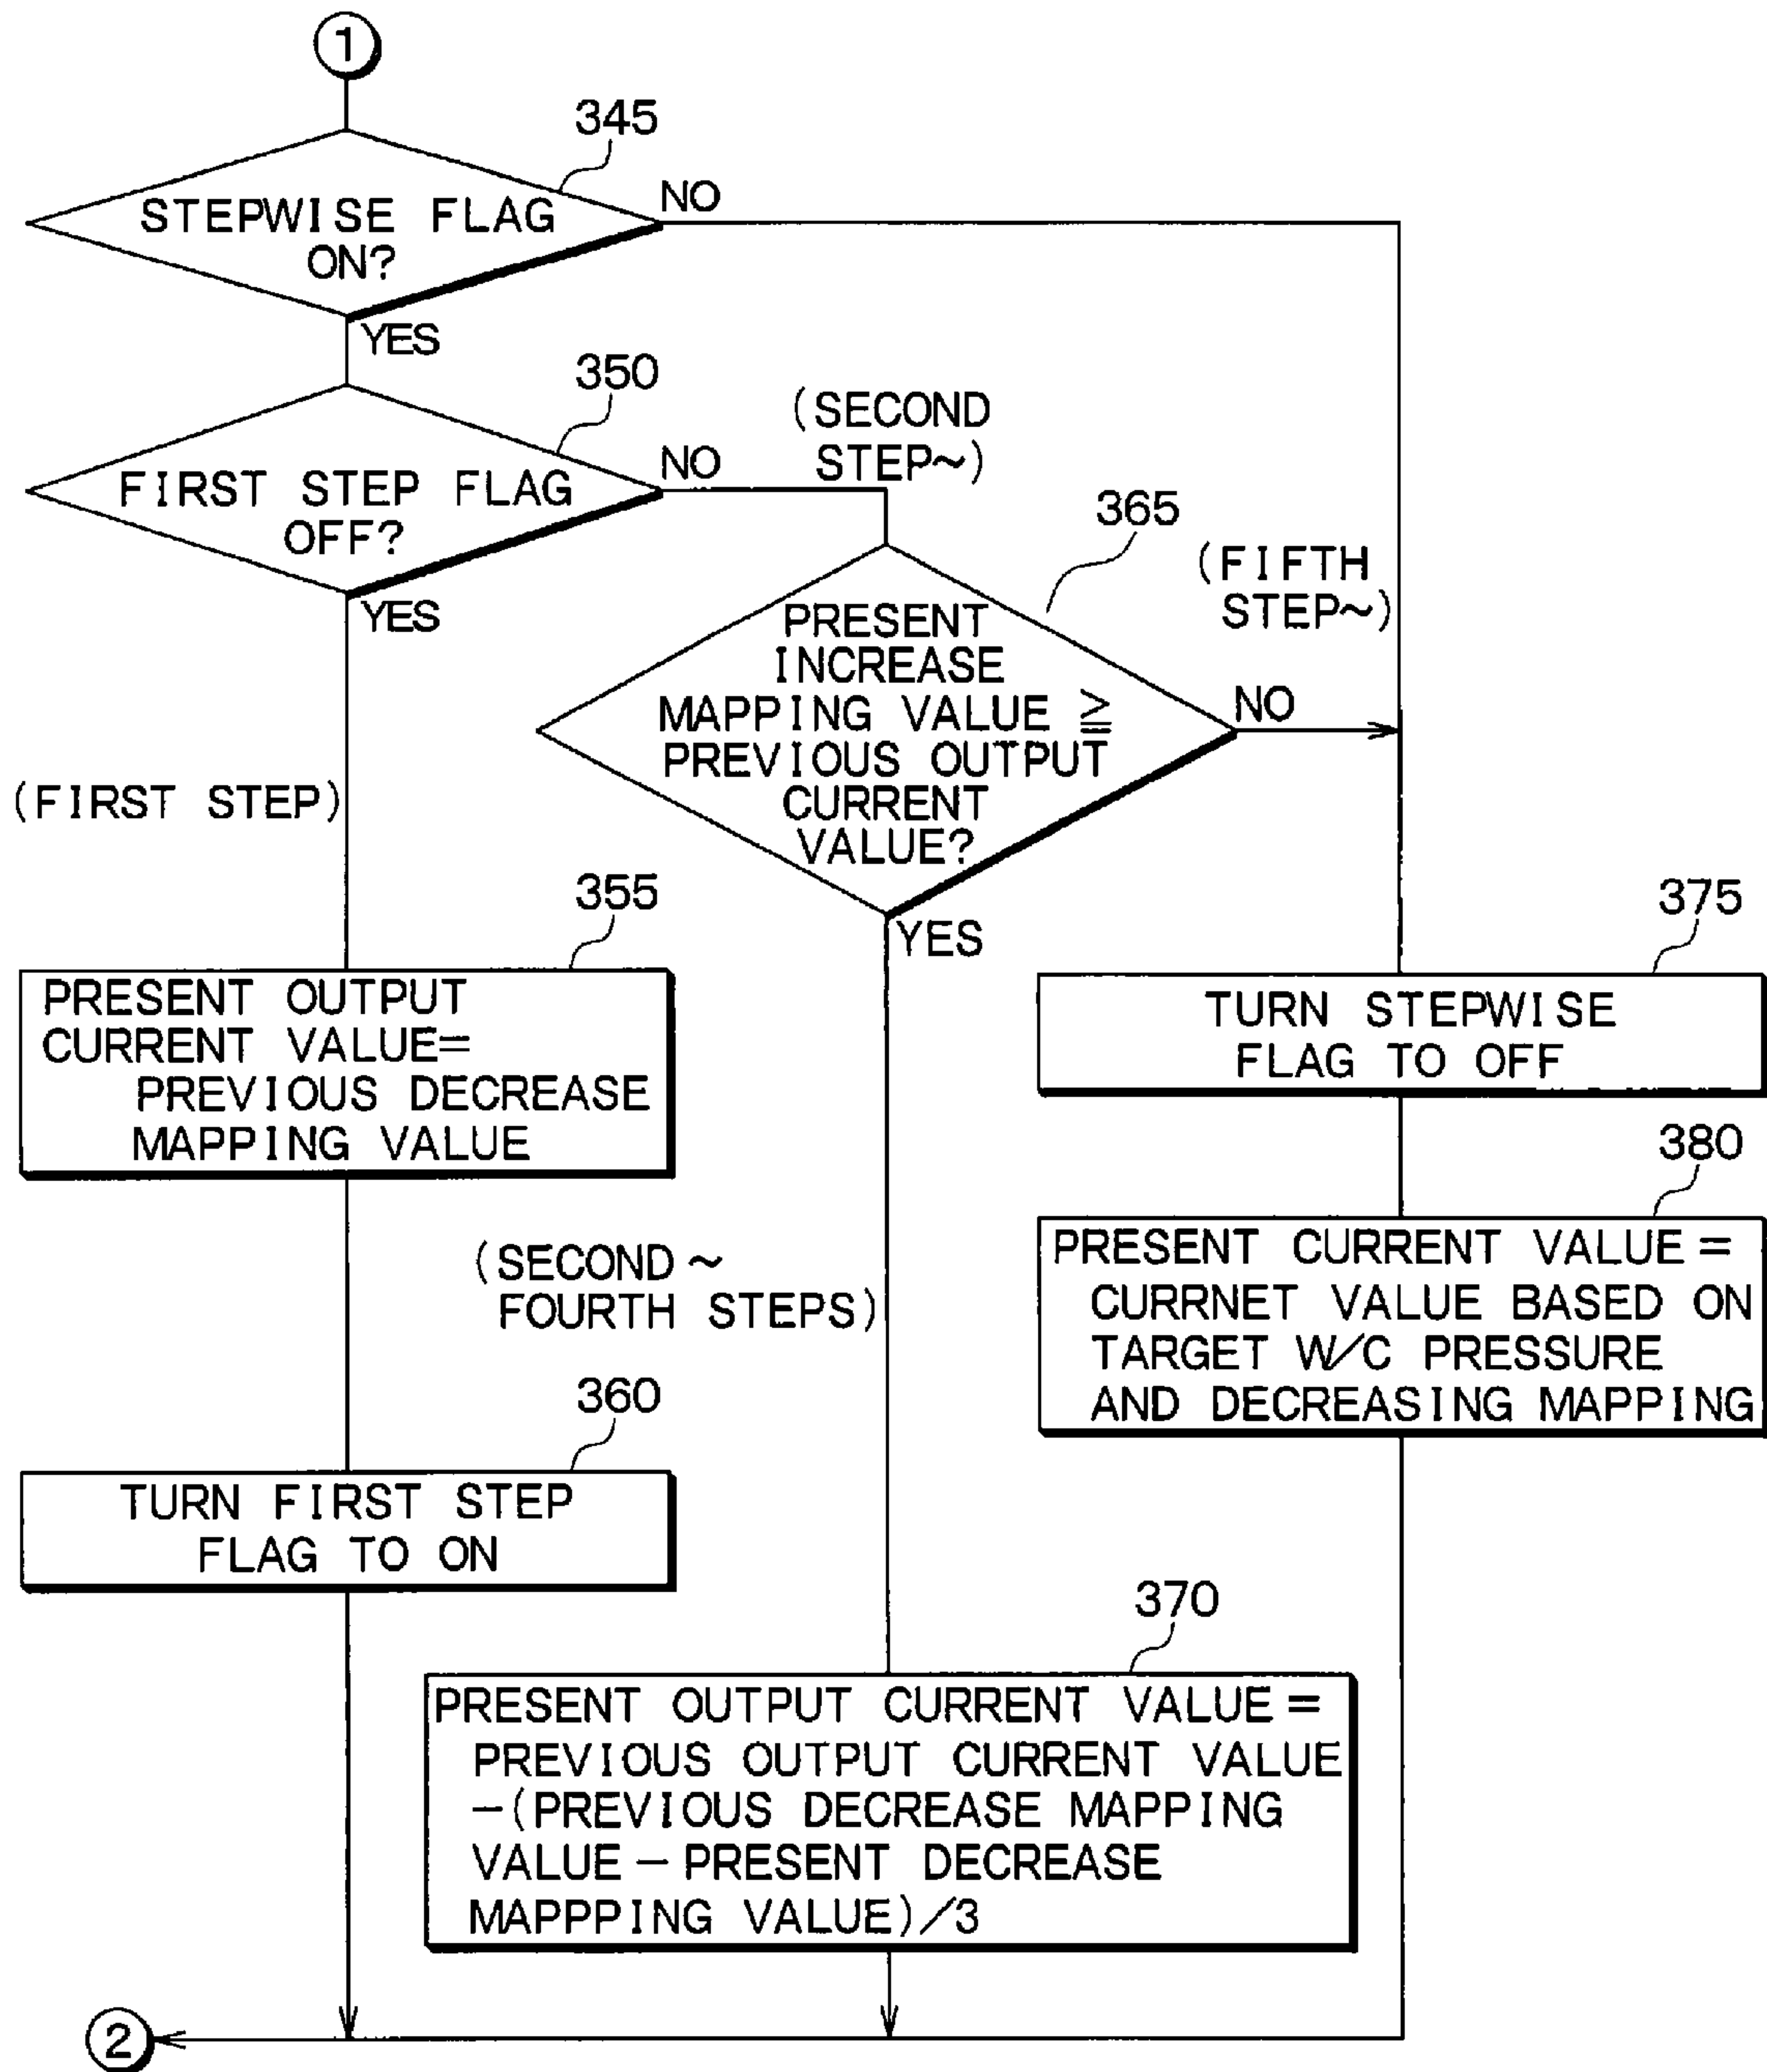 1
345
STEPWISE FLAG
ON?
NO
YES
350
FIRST STEP FLAG
OFF?
NO
(SECOND
STEP~)
YES
365
PRESENT
INCREASE
MAPPING VALUE ≧
PREVIOUS OUTPUT
CURRENT
VALUE?
(FIFTH
STEP~)
NO
YES
(FIRST STEP)
355
PRESENT OUTPUT
CURRENT VALUE=
PREVIOUS DECREASE
MAPPING VALUE
375
TURN STEPWISE
FLAG TO OFF
380
PRESENT CURRENT VALUE =
CURRNET VALUE BASED ON
TARGET W/C PRESSURE
AND DECREASING MAPPING
(SECOND ~
FOURTH STEPS)
360
TURN FIRST STEP
FLAG TO ON
370
PRESENT OUTPUT CURRENT VALUE =
PREVIOUS OUTPUT CURRENT VALUE
-(PREVIOUS DECREASE MAPPING
VALUE - PRESENT DECREASE
MAPPPING VALUE)/3
2